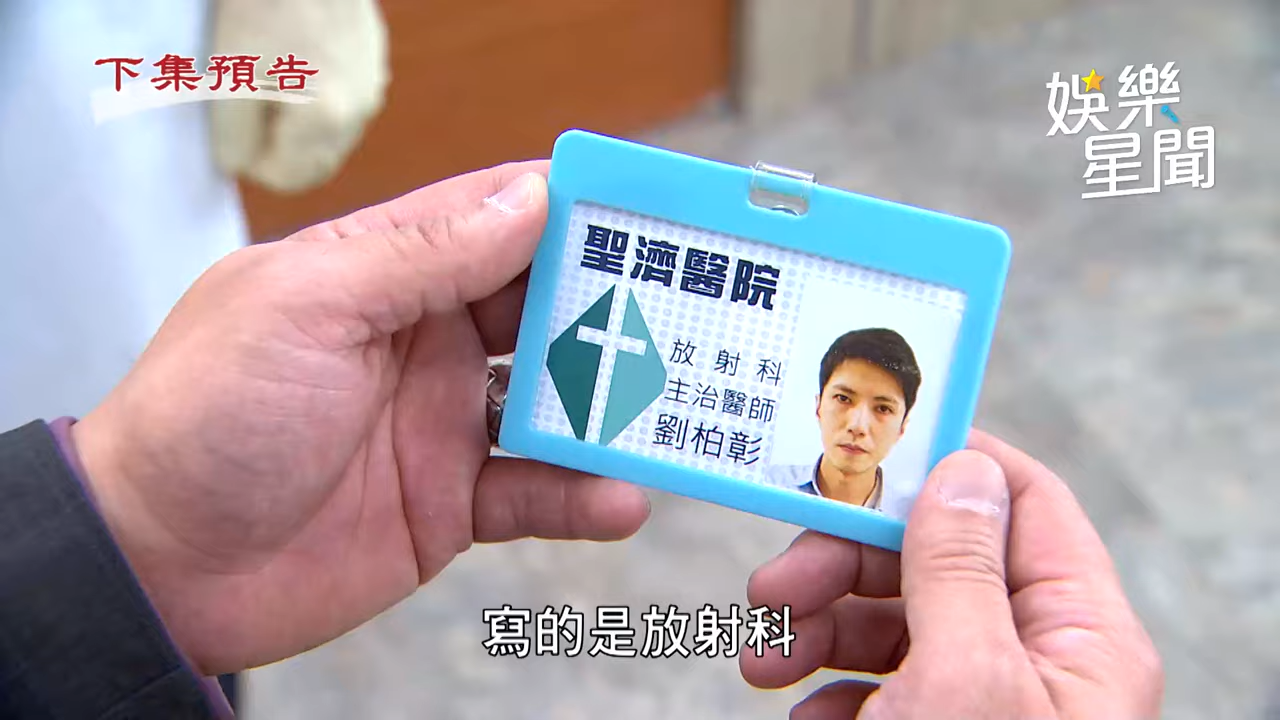 下集預告
娛樂
星聞
聖濟醫院
放射科
主治醫師
劉柏彰
寫的是放射科